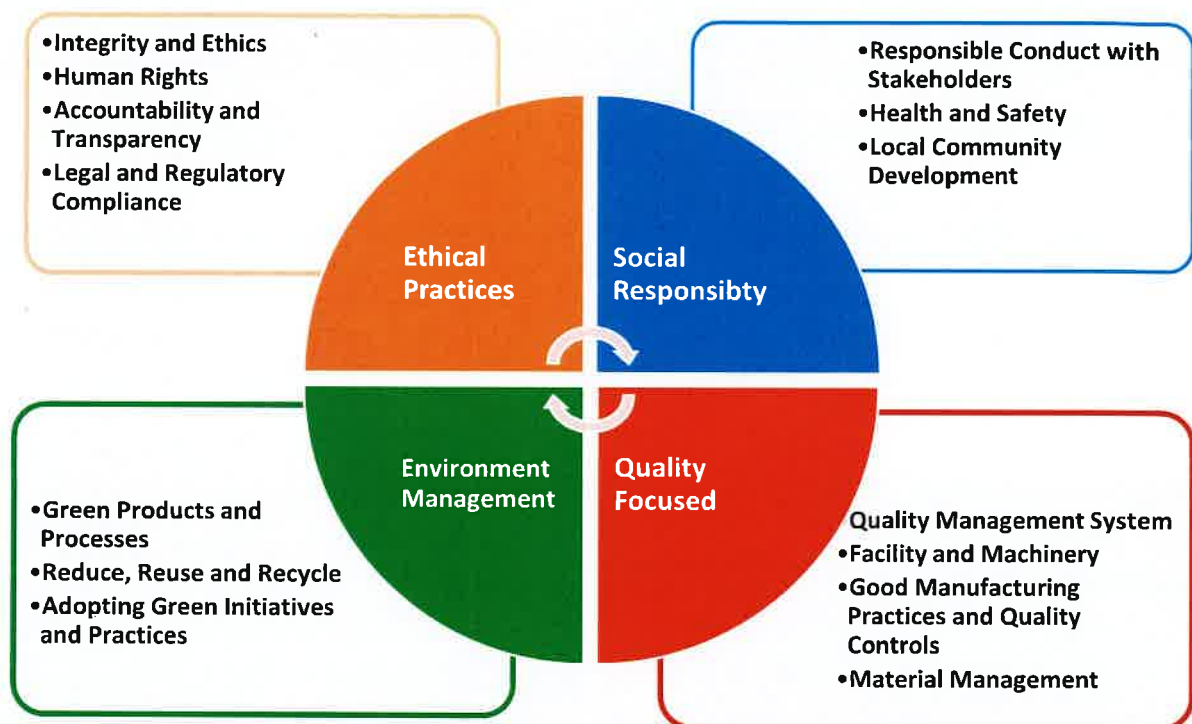 •Integrity and Ethics
•Human Rights
•Accountability and
Transparency
•Legal and Regulatory
Compliance
•Responsible Conduct with
Stakeholders
•Health and Safety
•Local Community
Development
Ethical
Practices
Social
Responsibty
Environment
Management
Quality
Focused
•Green Products and
Processes
•Reduce, Reuse and Recycle
•Adopting Green Initiatives
and Practices
Quality Management System
•Facility and Machinery
•Good Manufacturing
Practices and Quality
Controls
•Material Management